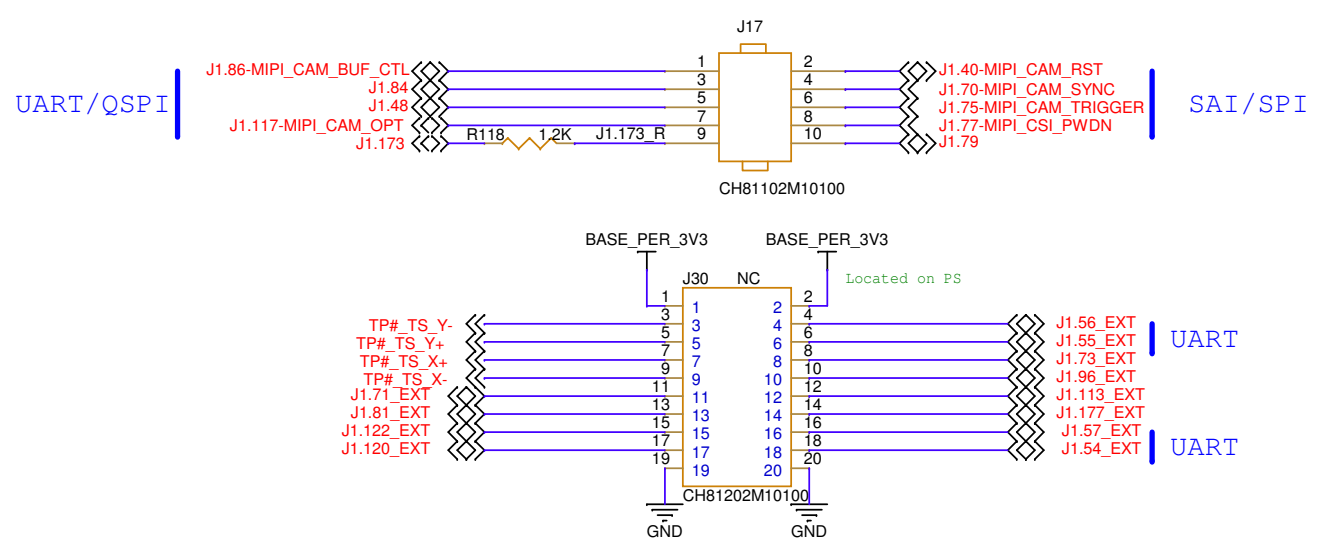 J17
J1.86-MIPI_CAM_BUF_CTL 1 2 J1.40-MIPI_CAM_RST
J1.84 3 4 J1.70-MIPI_CAM_SYNC
UART/QSPI J1.48 5 6 J1.75-MIPI_CAM_TRIGGER SAI/SPI
J1.117-MIPI_CAM_OPT 7 8 J1.77-MIPI_CSI_PWDN
J1.173 R118 1.2K J1.173_R 9 10 J1.79
CH81102M10100
BASE_PER_3V3 BASE_PER_3V3
J30 NC Located on PS
1 1 2 2
TP#_TS_Y- 3 3 4 4 J1.56_EXT
TP#_TS_Y+ 5 5 6 6 J1.55_EXT UART
TP#_TS_X+ 7 7 8 8 J1.73_EXT
TP#_TS_X- 9 9 10 10 J1.96_EXT
J1.71_EXT 11 11 12 12 J1.113_EXT
J1.81_EXT 13 13 14 14 J1.177_EXT
J1.122_EXT 15 15 16 16 J1.57_EXT
J1.120_EXT 17 17 18 18 J1.54_EXT UART
19 19 20 20
CH81202M10100
GND GND